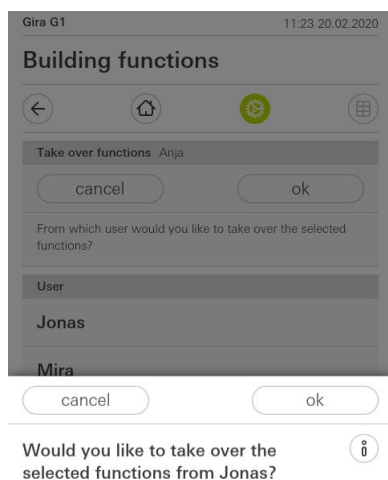 Gira G1 11:23 20.02.2020
Building functions
Take over functions Anja
cancel ok
From which user would you like to take over the selected
functions?
User
Jonas
Mira
cancel ok
Would you like to take over the
selected functions from Jonas?